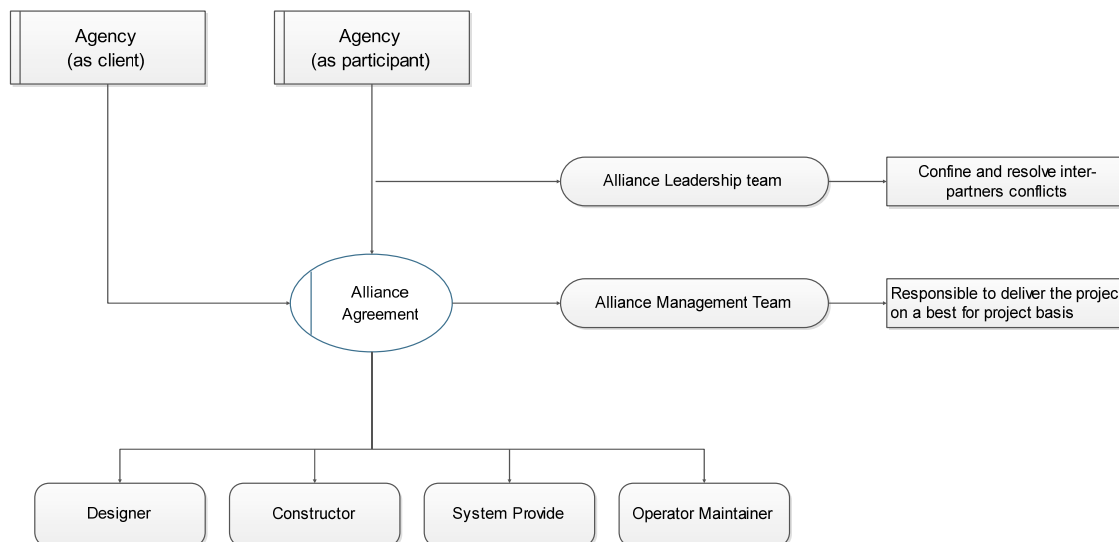 Agency
(as client)
Agency
(as participant)
Alliance Leadership team
Confine and resolve inter-
partners conflicts
Alliance
Agreement
Alliance Management Team
Responsible to deliver the projec
on a best for project basis
Designer
Constructor
System Provide
Operator Maintainer